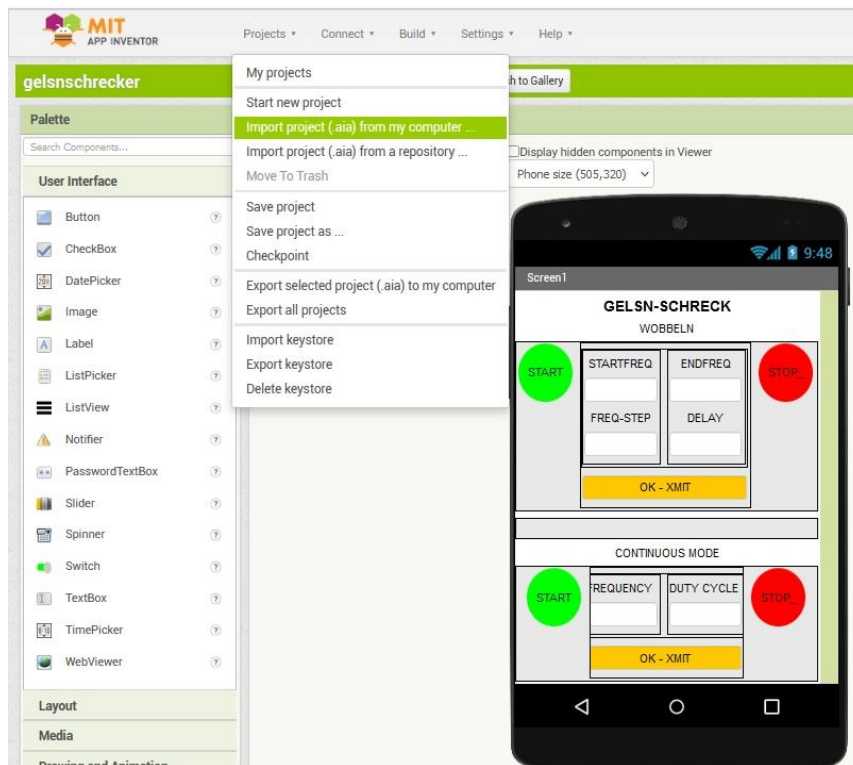 MIT
APP INVENTOR
Projects
Connect
Build
Settings
Help
gelsnschrecker
My projects
Start new project
Import project (.aia) from my computer ...
Import project (.aia) from a repository ...
Move To Trash
Save project
Save project as ...
Checkpoint
Export selected project (.aia) to my computer
Export all projects
Import keystore
Export keystore
Delete keystore
to Gallery
Palette
Search Components...
User Interface
Button
CheckBox
DatePicker
Image
Label
ListPicker
ListView
Notifier
PasswordTextBox
Slider
Spinner
Switch
TextBox
TimePicker
WebViewer
Layout
Media
Drawing and Animation
Display hidden components in Viewer
Phone size (505,320)
9:48
Screen1
GELSN-SCHRECK
WOBBELN
START
STARTFREQ
ENDFREQ
STOP_
FREQ-STEP
DELAY
OK - XMIT
CONTINUOUS MODE
START
FREQUENCY
DUTY CYCLE
STOP_
OK - XMIT